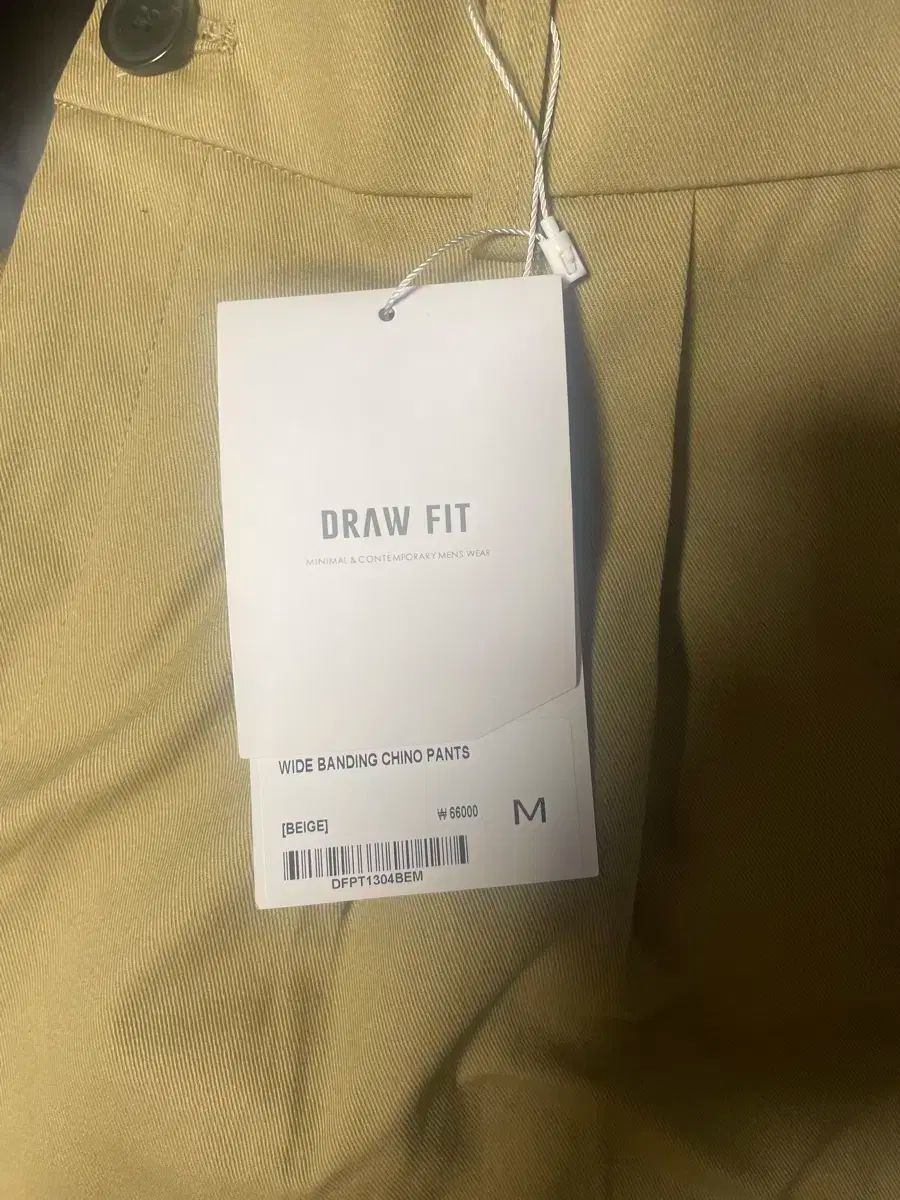 DRAW FIT
MINIMAL & CONTEMPORARY MENS WEAR
WIDE BANDING CHINO PANTS
[BEIGE] ₩ 66000 M
DFPT1304BEM